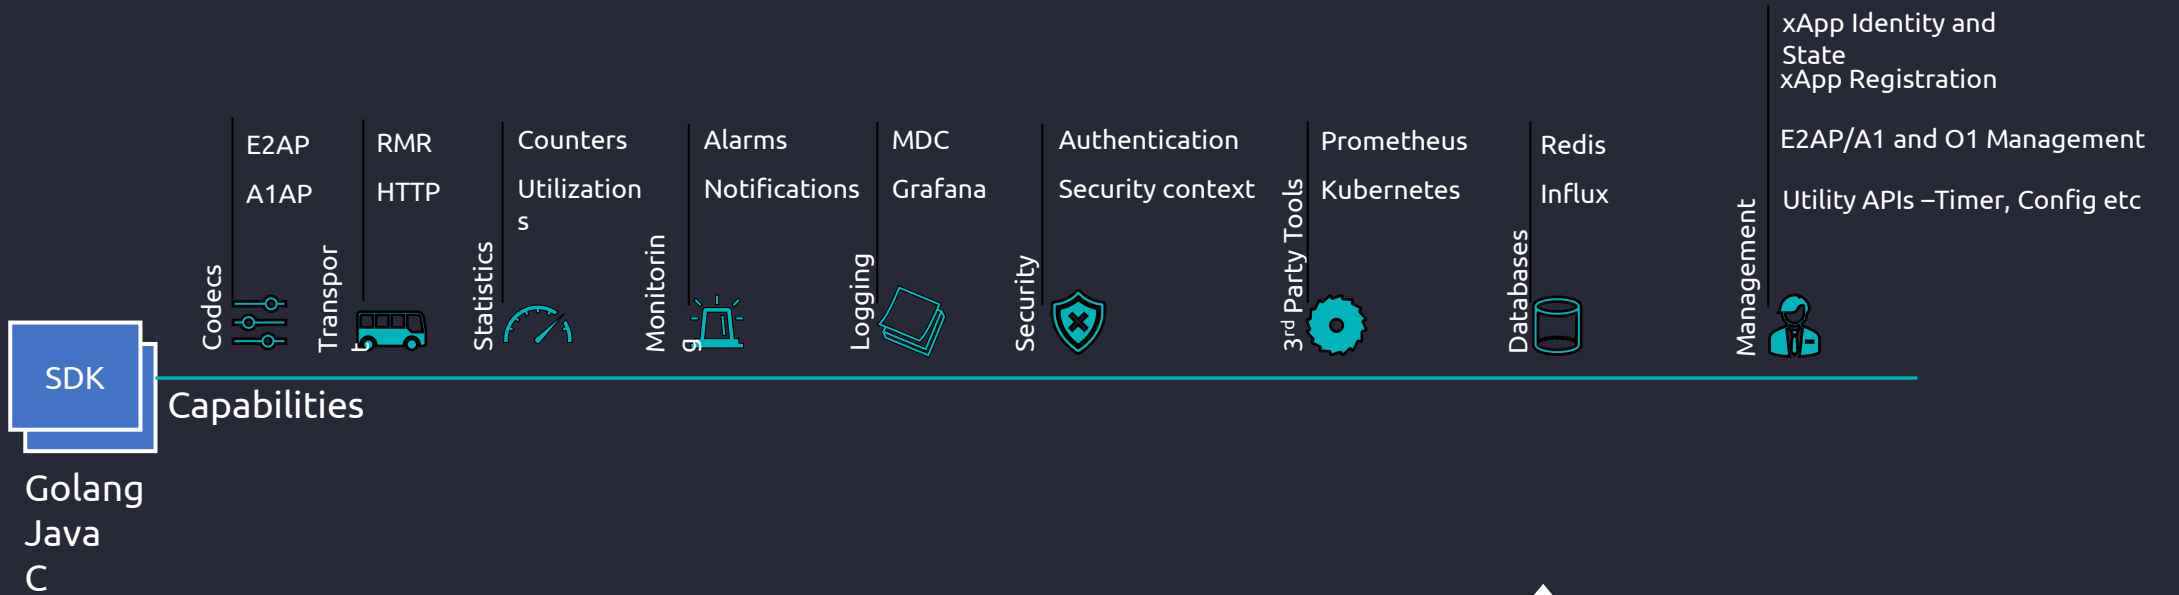 xApp Identity and
State
xApp Registration
E2AP/A1 and O1 Management
Utility APIs –Timer, Config etc
Management
E2AP
A1AP
Codecs
RMR
HTTP
Transpor
t
Counters
Utilization
s
Statistics
Alarms
Notifications
Monitorin
g
MDC
Grafana
Logging
Authentication
Security context
Security
Prometheus
Kubernetes
3rd Party Tools
Redis
Influx
Databases
SDK
Capabilities
Golang
Java
C